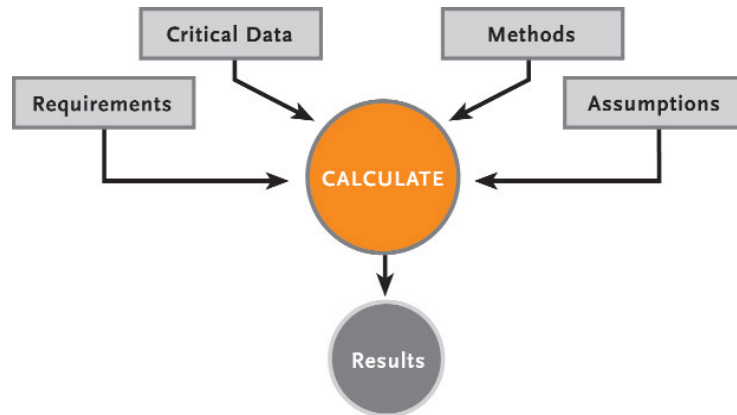 Critical Data
Methods
Requirements
Assumptions
CALCULATE
Results